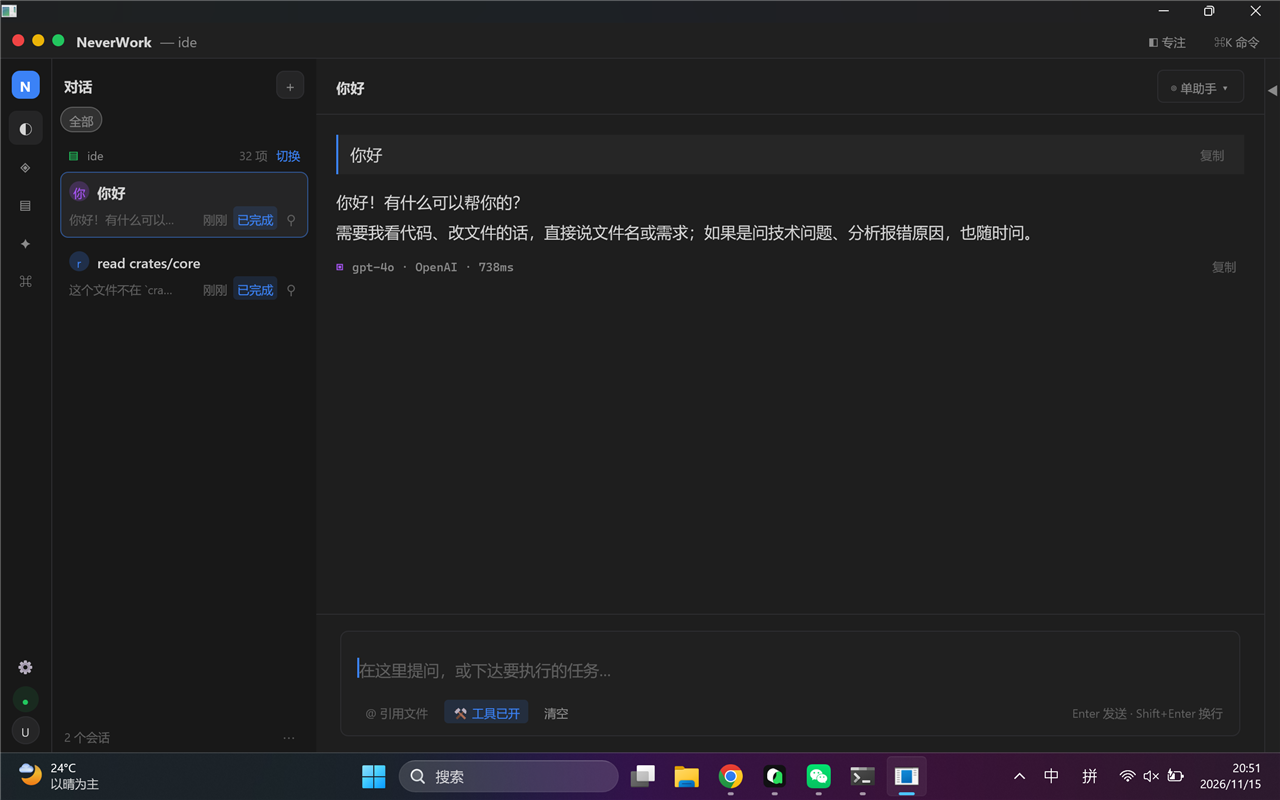 NeverWork — ide
专注
⌘K 命令
N
对话
+
全部
ide 32 项 切换
你 你好
你好！有什么可以... 刚刚 已完成
r read crates/core
这个文件不在 `cra... 刚刚 已完成
U
2 个会话 ...
你好
单助手
你好 复制
你好！有什么可以帮你的？
需要我看代码、改文件的话，直接说文件名或需求；如果是问技术问题、分析报错原因，也随时问。
gpt-4o · OpenAI · 738ms 复制
在这里提问，或下达要执行的任务...
@ 引用文件 工具已开 清空 Enter 发送 · Shift+Enter 换行
24°C
以晴为主
搜索
中 拼
20:51
2026/11/15